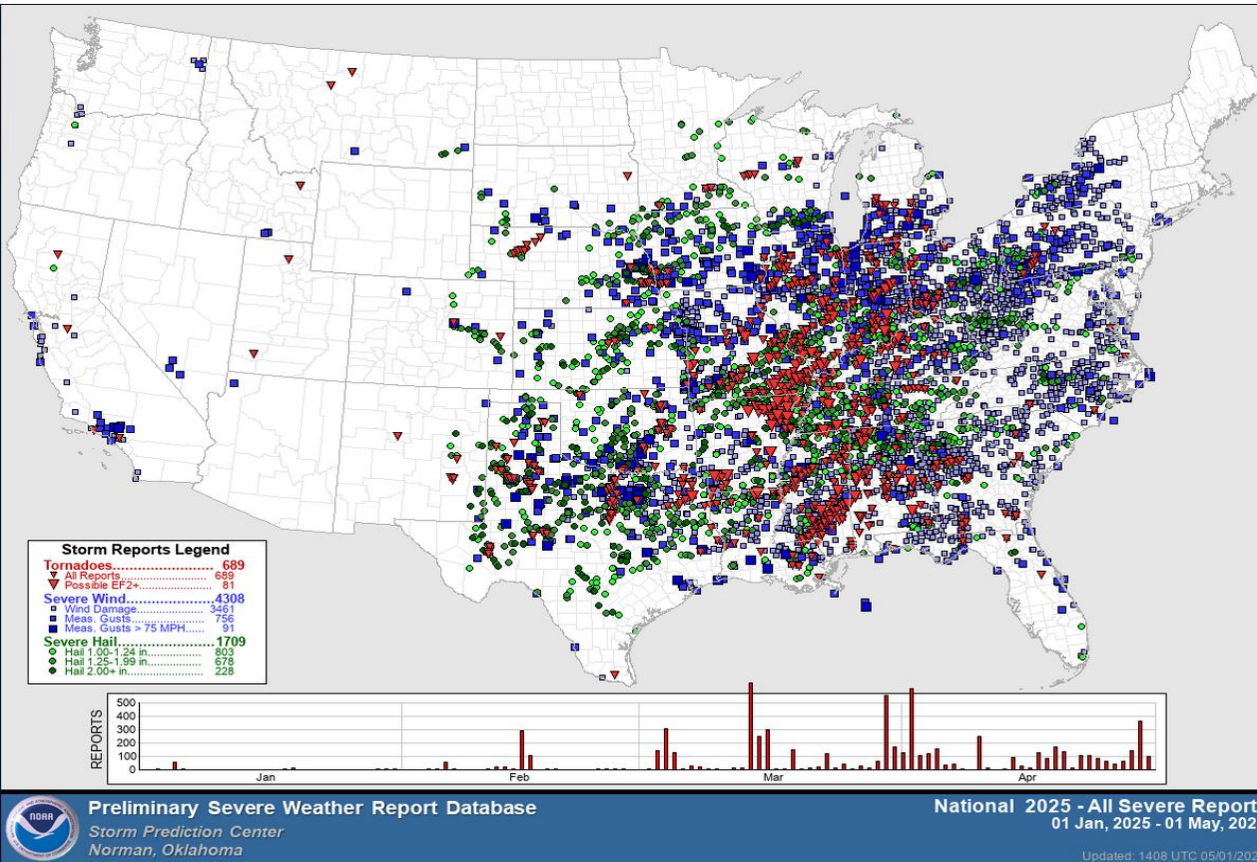 Storm Reports Legend
Tornadoes........................ 689
All Reports...................... 689
Possible EF2+.................... 81
Severe Wind.....................4308
Wind Damage.................. 3461
Meas. Gusts..................... 756
Meas. Gusts > 75 MPH...... 91
Severe Hail.....................1709
Hail 1.00-1.24 in................ 803
Hail 1.25-1.99 in................ 678
Hail 2.00+ in.................... 228
REPORTS
500
400
300
200
100
0
Jan Feb Mar Apr
NOAA
Preliminary Severe Weather Report Database
Storm Prediction Center
Norman, Oklahoma
National 2025 - All Severe Report
01 Jan, 2025 - 01 May, 202
Updated: 1408 UTC 05/01/202